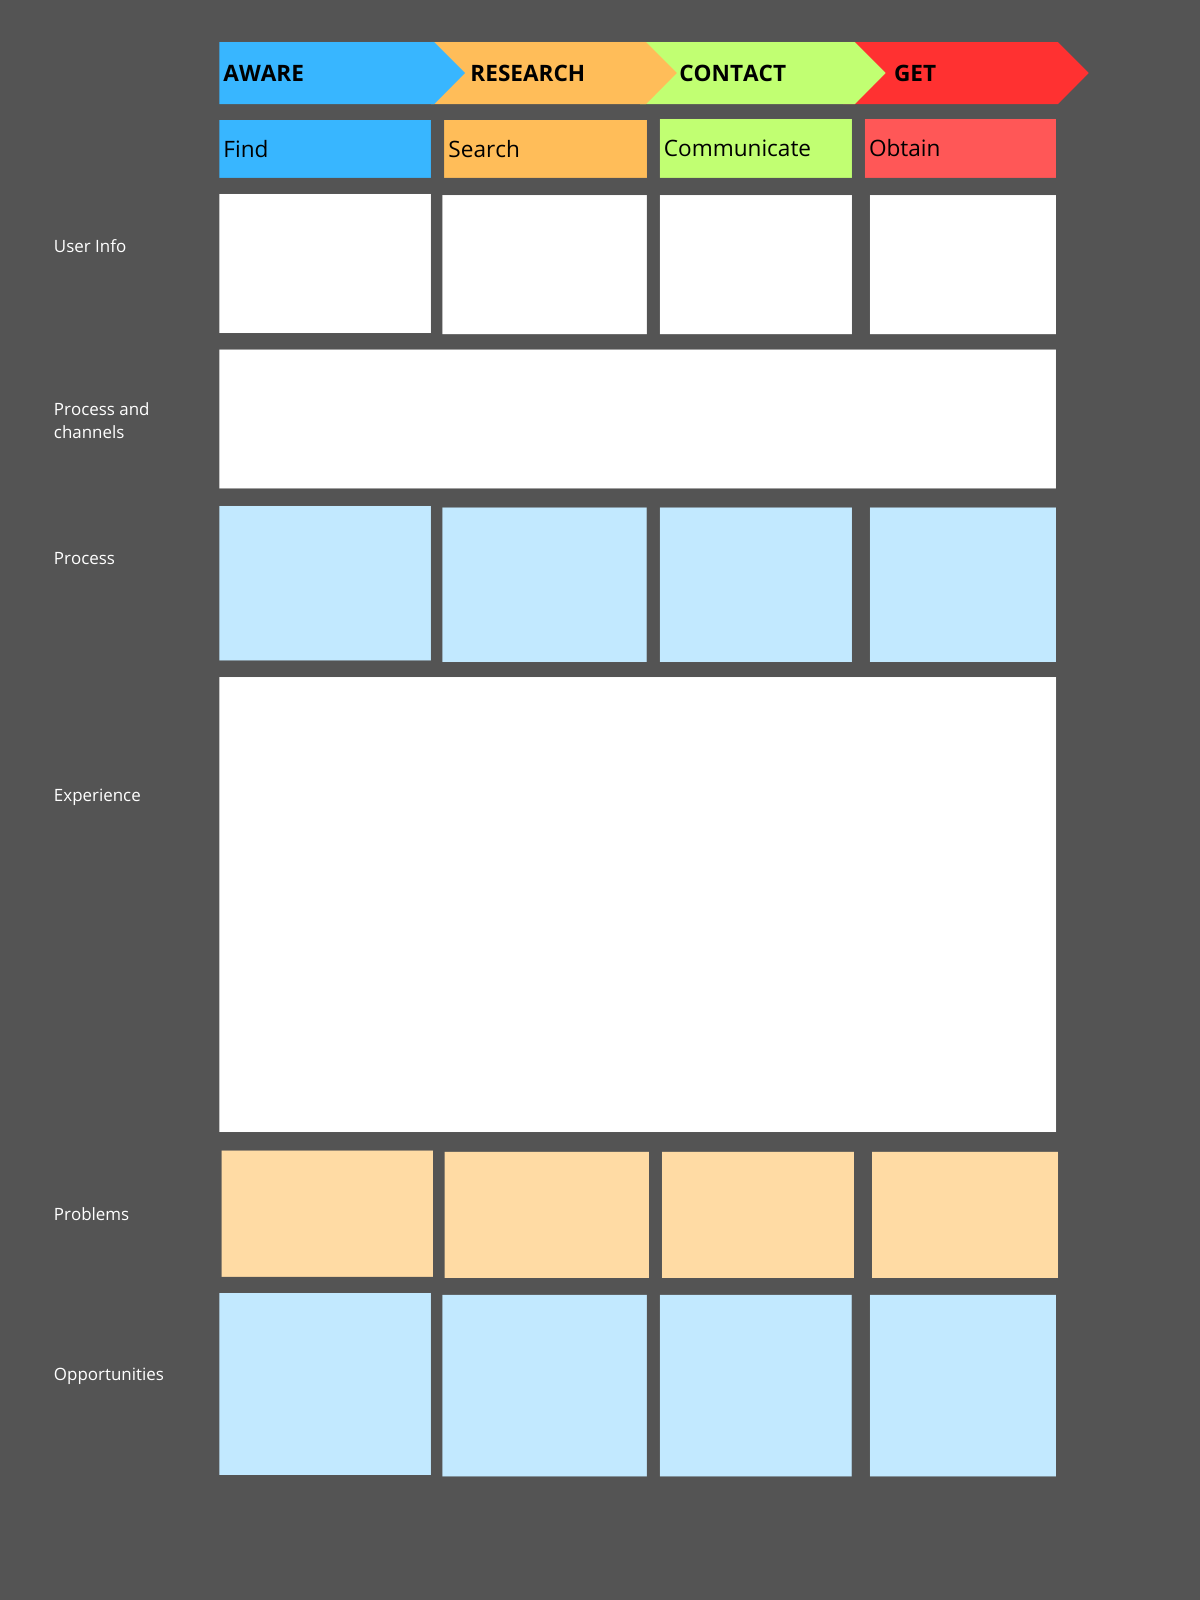 AWARE
RESEARCH
CONTACT
GET
Find
Search
Communicate
Obtain
User Info
Process and
channels
Process
Experience
Problems
Opportunities